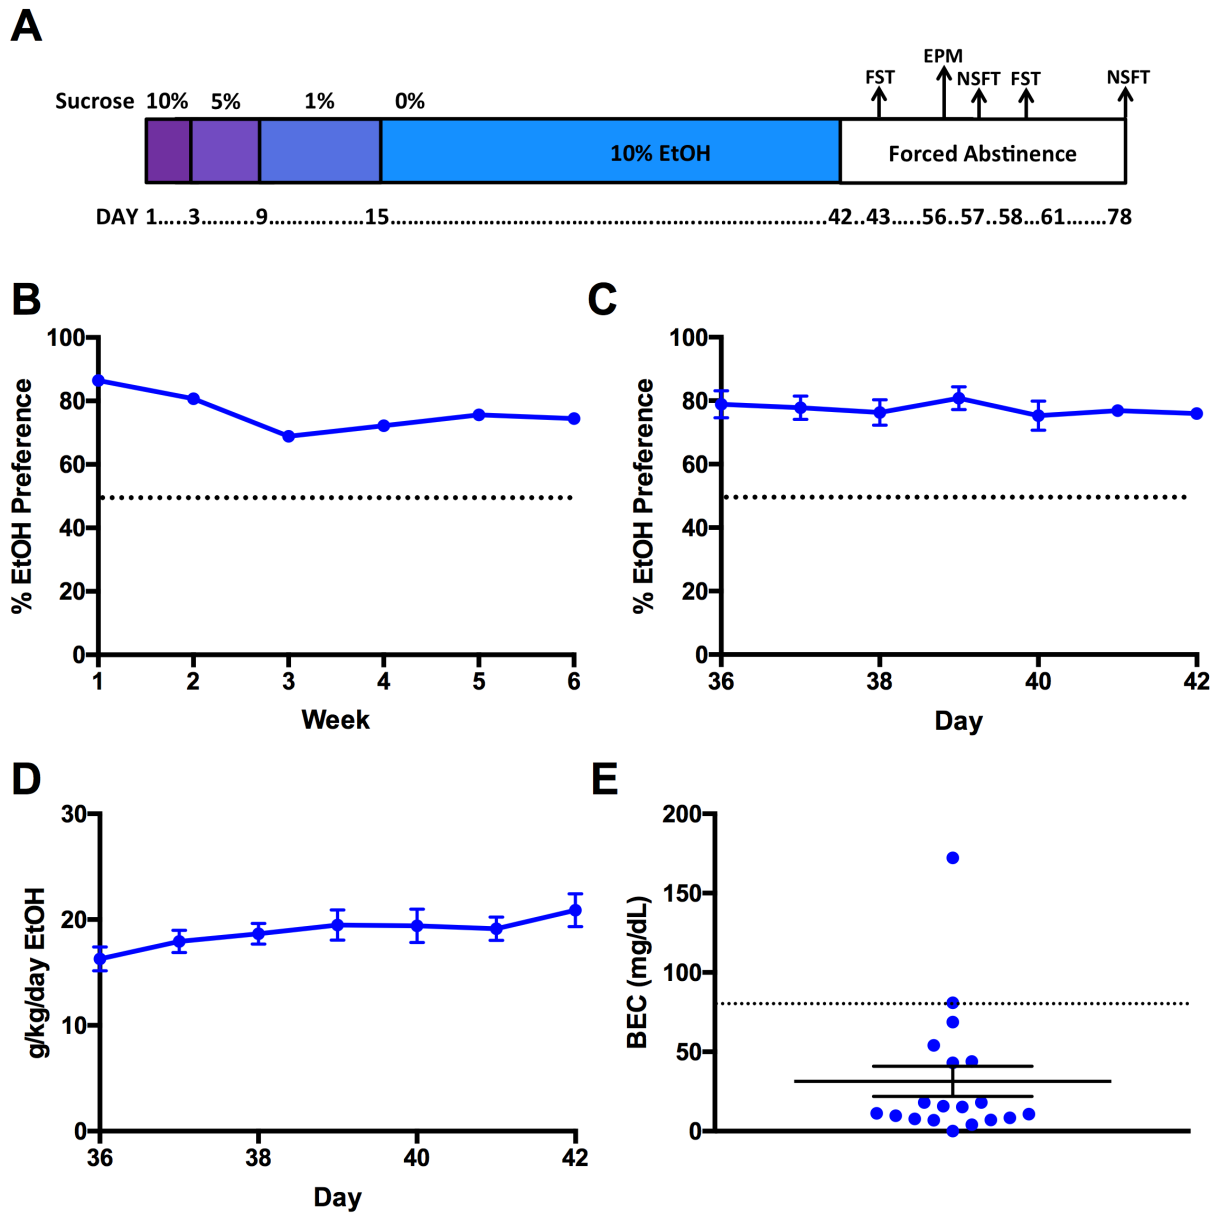 A
EPM
FST NSFT FST NSFT
Sucrose 10% 5% 1% 0%
10% EtOH Forced Abstinence
DAY 1.....3.........9...............15......................................................................42..43.....56..57..58...61.......78
B
% EtOH Preference
100
80
60
40
20
0
1 2 3 4 5 6
Week
C
% EtOH Preference
100
80
60
40
20
0
36 38 40 42
Day
D
g/kg/day EtOH
30
20
10
0
36 38 40 42
Day
E
BEC (mg/dL)
200
150
100
50
0